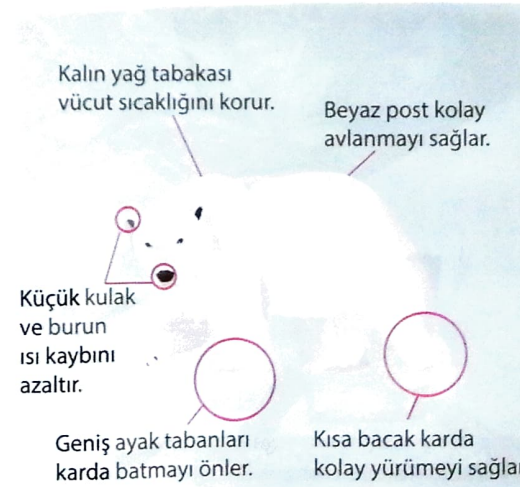 Kalın yağ tabakası
vücut sıcaklığını korur.
Beyaz post kolay
avlanmayı sağlar.
Küçük kulak
ve burun
ısı kaybını
azaltır.
Geniş ayak tabanları
karda batmayı önler.
Kısa bacak karda
kolay yürümeyi sağlar